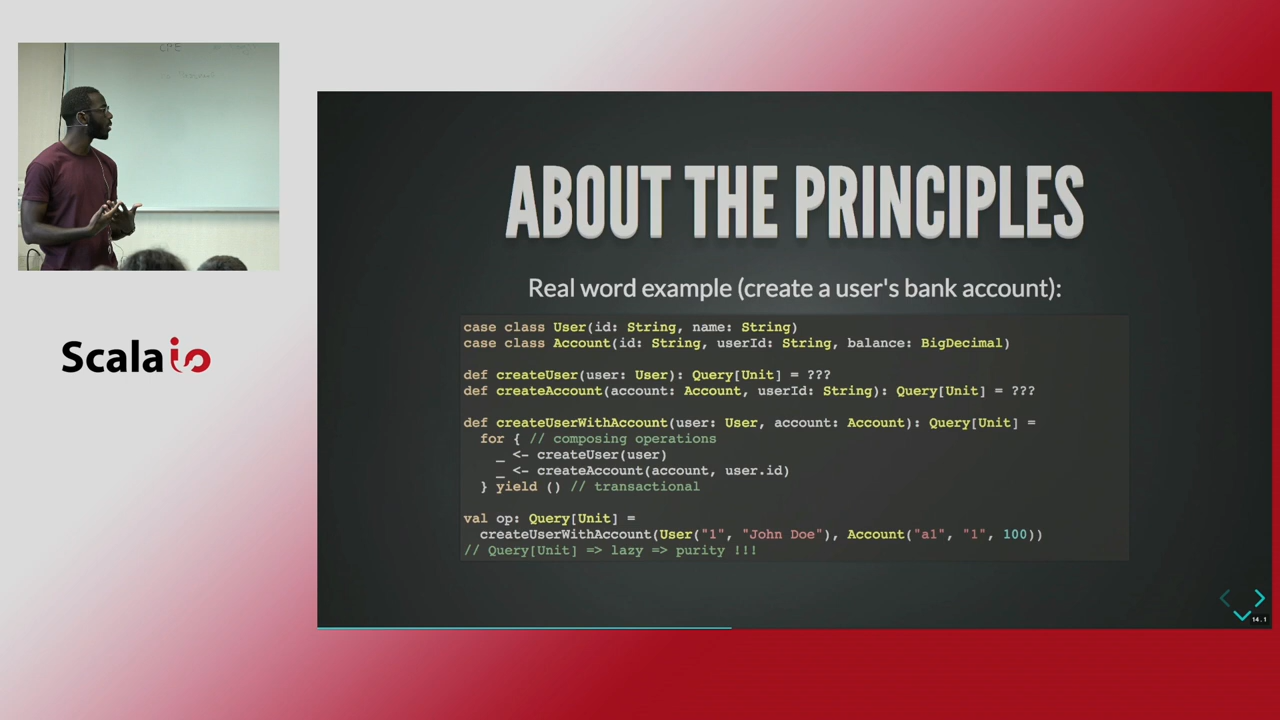 CPE
Scala io
ABOUT THE PRINCIPLES
Real word example (create a user's bank account):
case class User(id: String, name: String)
case class Account(id: String, userId: String, balance: BigDecimal)
def createUser(user: User): Query[Unit] = ???
def createAccount(account: Account, userId: String): Query[Unit] = ???
def createUserWithAccount(user: User, account: Account): Query[Unit] =
for { // composing operations
_ <- createUser(user)
_ <- createAccount(account, user.id)
} yield () // transactional
val op: Query[Unit] =
createUserWithAccount(User("1", "John Doe"), Account("a1", "1", 100))
// Query[Unit] => lazy => purity !!!
14.1